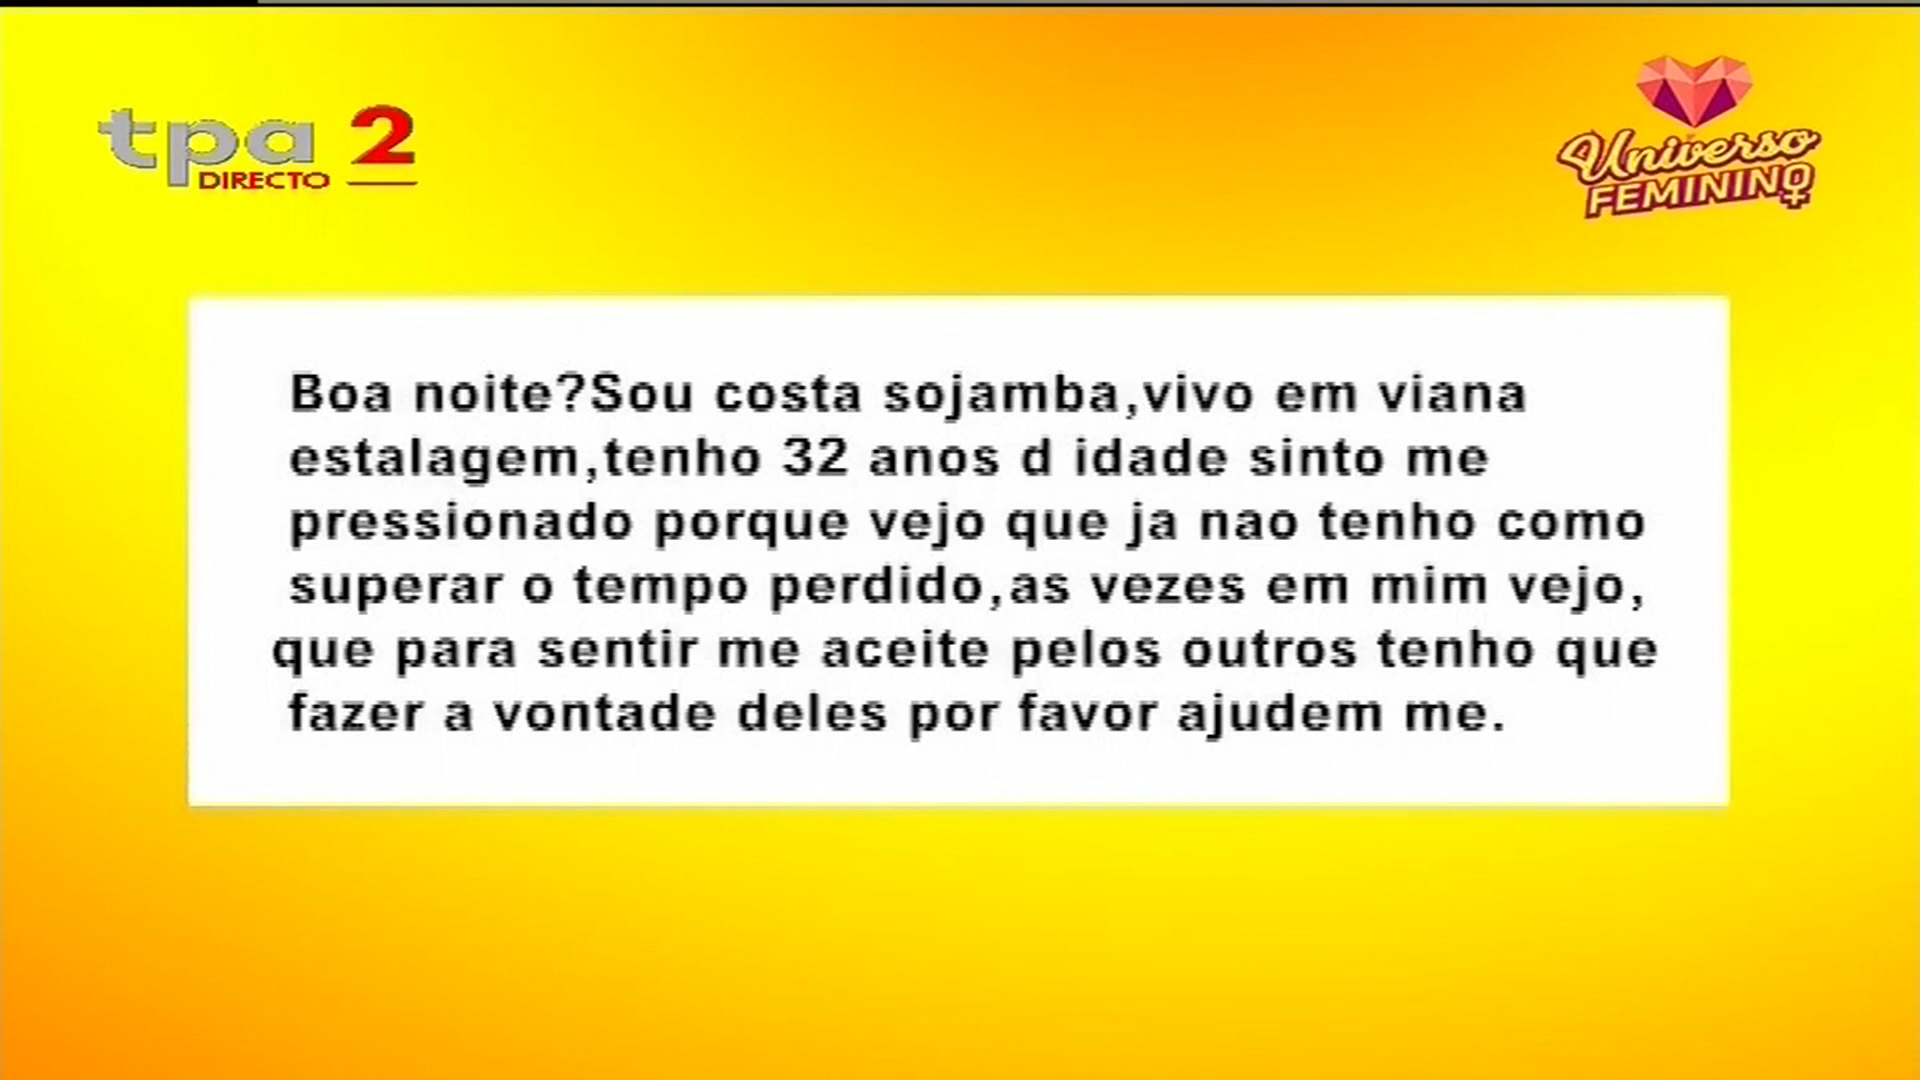 tpa 2
DIRECTO
Universo
FEMININO
Boa noite?Sou costa sojamba,vivo em viana
estalagem,tenho 32 anos d idade sinto me
pressionado porque vejo que ja nao tenho como
superar o tempo perdido,as vezes em mim vejo,
que para sentir me aceite pelos outros tenho que
fazer a vontade deles por favor ajudem me.